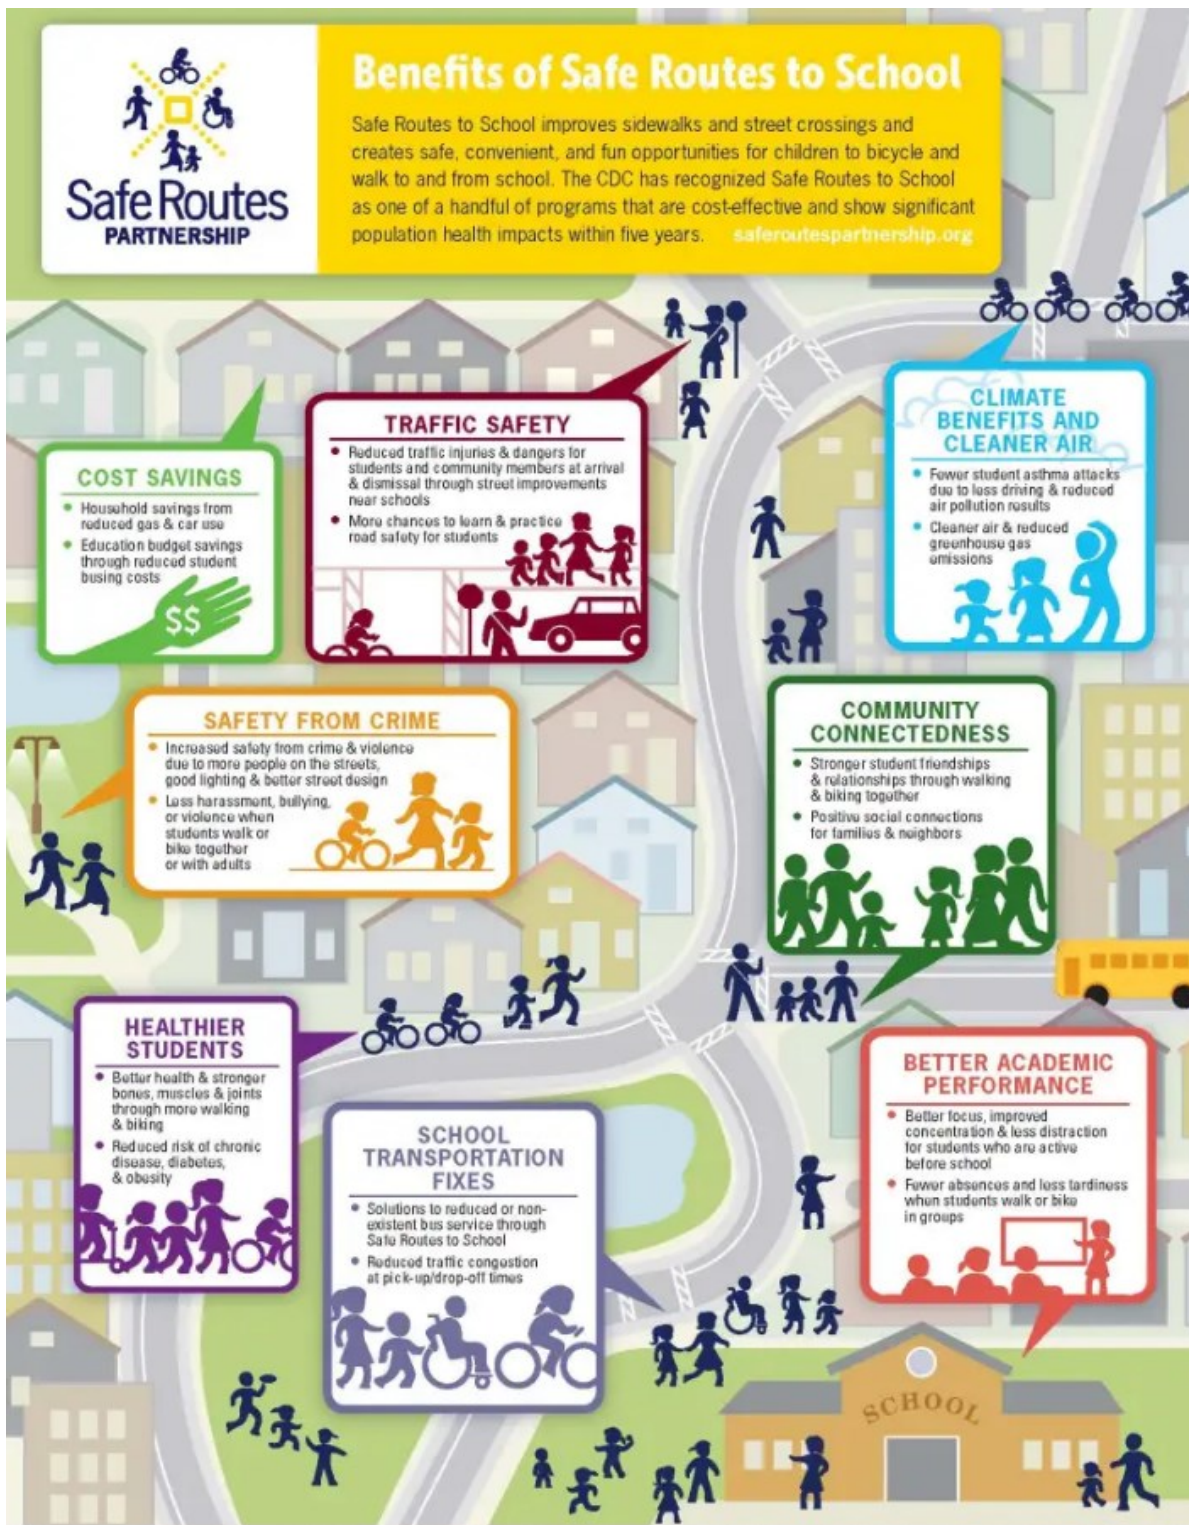 Safe Routes
PARTNERSHIP
Benefits of Safe Routes to School
Safe Routes to School improves sidewalks and street crossings and
creates safe, convenient, and fun opportunities for children to bicycle and
walk to and from school. The CDC has recognized Safe Routes to School
as one of a handful of programs that are cost-effective and show significant
population health impacts within five years. saferoutespartnership.org
COST SAVINGS
• Household savings from
reduced gas & car use
• Education budget savings
through reduced student
busing costs
$$
TRAFFIC SAFETY
• Reduced traffic injuries & dangers for
students and community members at arrival
& dismissal through street improvements
near schools
• More chances to learn & practice
road safety for students
CLIMATE
BENEFITS AND
CLEANER AIR
• Fewer student asthma attacks
due to less driving & reduced
air pollution results
• Cleaner air & reduced
greenhouse gas
emissions
SAFETY FROM CRIME
• Increased safety from crime & violence
due to more people on the streets,
good lighting & better street design
• Less harassment, bullying,
or violence when
students walk or
bike together
or with adults
COMMUNITY
CONNECTEDNESS
• Stronger student friendships
& relationships through walking
& biking together
• Positive social connections
for families & neighbors
HEALTHIER
STUDENTS
• Better health & stronger
bones, muscles & joints
through more walking
& biking
• Reduced risk of chronic
disease, diabetes,
& obesity
SCHOOL
TRANSPORTATION
FIXES
• Solutions to reduced or non-
existent bus service through
Safe Routes to School
• Reduced traffic congestion
at pick-up/drop-off times
BETTER ACADEMIC
PERFORMANCE
• Better focus, improved
concentration & less distraction
for students who are active
before school
• Fewer absences and less tardiness
when students walk or bike
in groups
SCHOOL